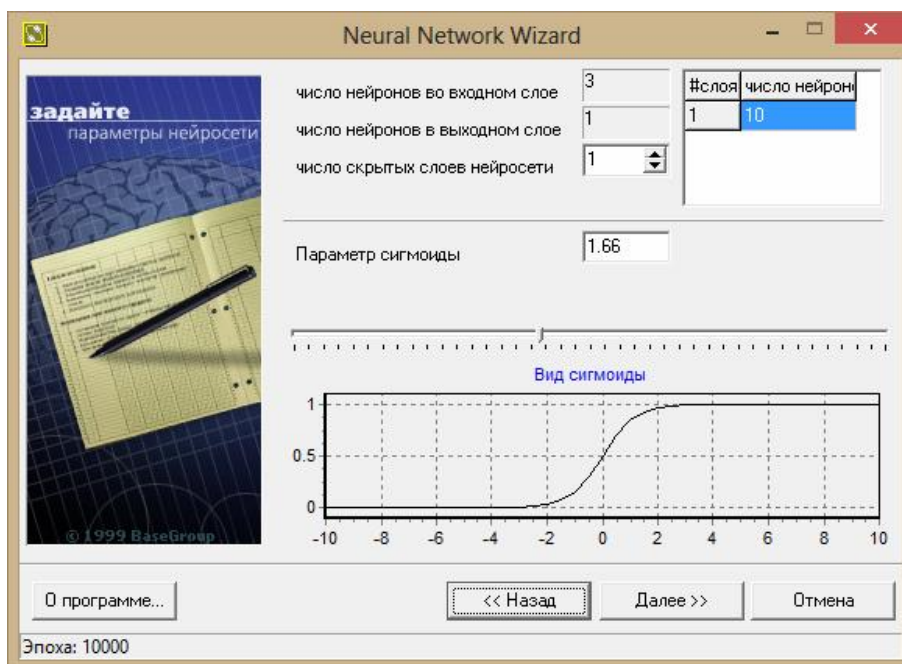 Neural Network Wizard
задайте
параметры нейросети
© 1999 BaseGroup
число нейронов во входном слое
3
число нейронов в выходном слое
1
число скрытых слоев нейросети
1
#слоя число нейроно
1 10
Параметр сигмоиды
1.66
Вид сигмоиды
1
0.5
0
-10 -8 -6 -4 -2 0 2 4 6 8 10
О программе...
<< Назад
Далее >>
Отмена
Эпоха: 10000